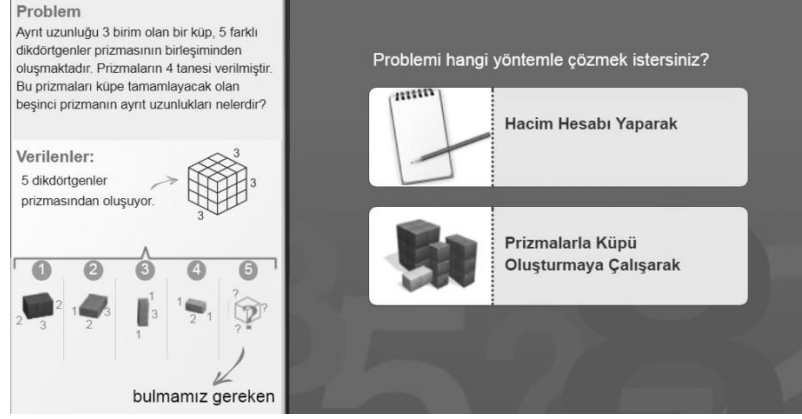 Problem
Ayrıt uzunluğu 3 birim olan bir küp, 5 farklı
dikdörtgenler prizmasının birleşiminden
oluşmaktadır. Prizmaların 4 tanesi verilmiştir.
Bu prizmaları küpe tamamlayacak olan
beşinci prizmanın ayrıt uzunlukları nelerdir?
Verilenler:
5 dikdörtgenler
prizmasından oluşuyor.
3
3
3
1 2 3 4 5
2 2 3
1 3 2
1 3 1
1 2 1
? ? ? ?
bulmamız gereken
Problemi hangi yöntemle çözmek istersiniz?
Hacim Hesabı Yaparak
Prizmalarla Küpü
Oluşturmaya Çalışarak